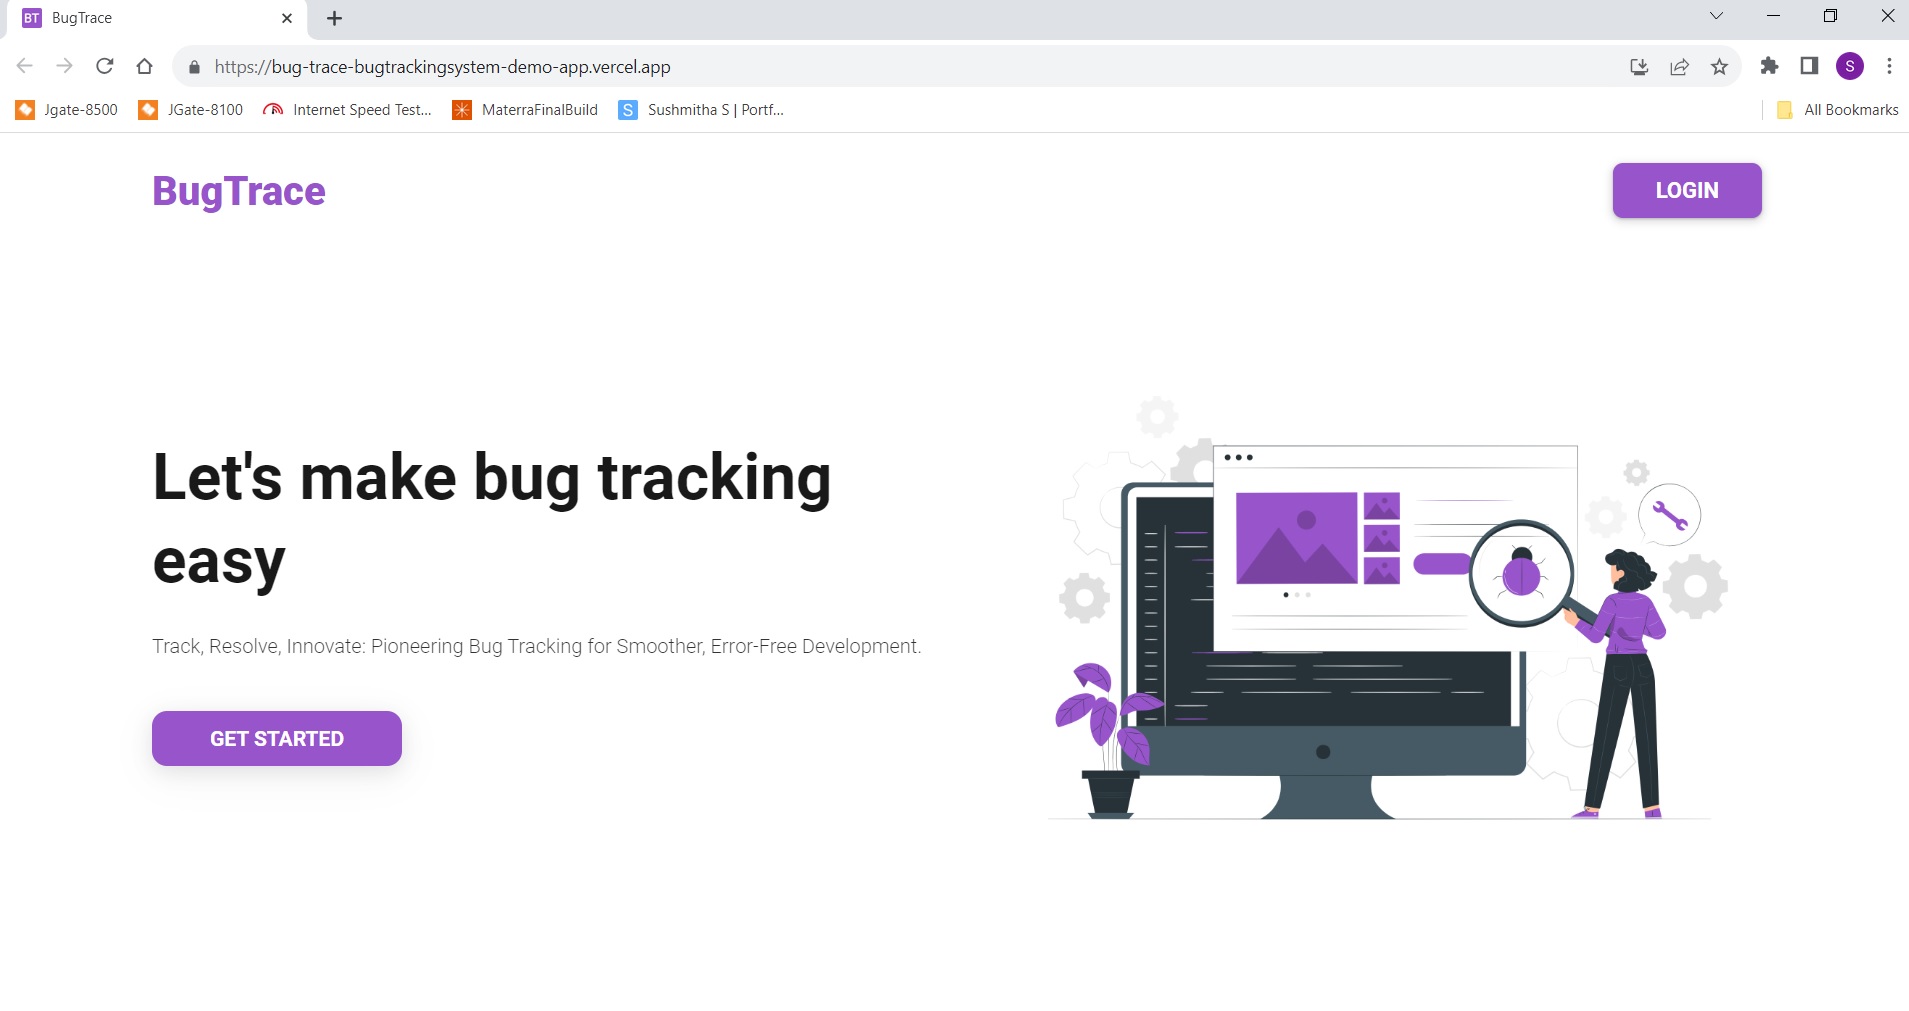 BT BugTrace
https://bug-trace-bugtrackingsystem-demo-app.vercel.app
S
Jgate-8500 JGate-8100 Internet Speed Test... MaterraFinalBuild S Sushmitha S | Portf... All Bookmarks
BugTrace LOGIN
Let's make bug tracking
easy
Track, Resolve, Innovate: Pioneering Bug Tracking for Smoother, Error-Free Development.
GET STARTED